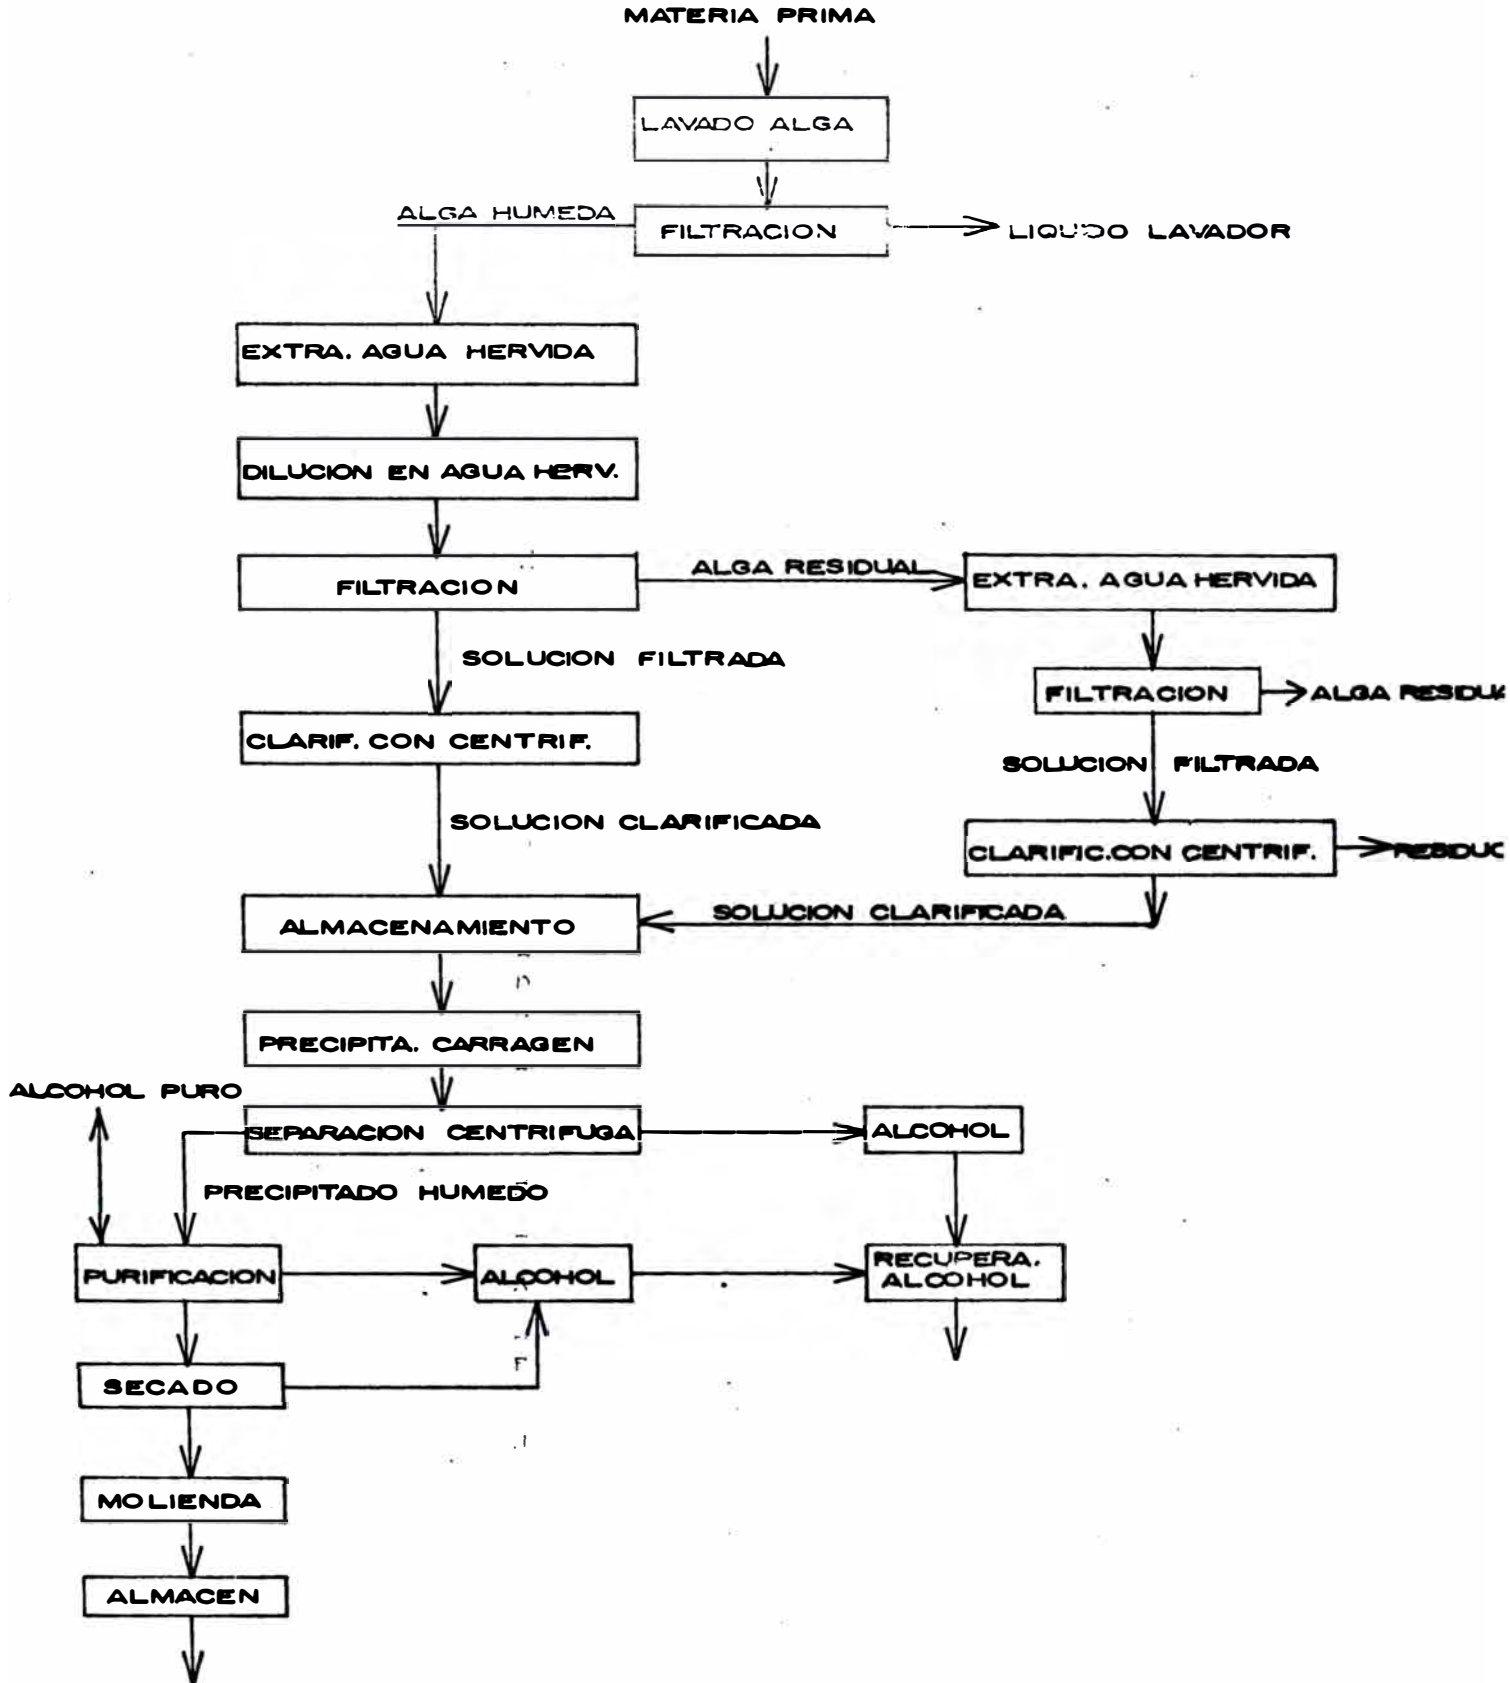 MATERIA PRIMA
LAVADO ALGA
ALGA HUMEDA
FILTRACION
LIQUIDO LAVADOR
EXTRA. AGUA HERVIDA
DILUCION EN AGUA HERV.
FILTRACION
ALGA RESIDUAL
EXTRA. AGUA HERVIDA
SOLUCION FILTRADA
FILTRACION
ALGA
CLARIF. CON CENTRIF.
SOLUCION FILTRADA
SOLUCION CLARIFICADA
CLARIFIC.CON CENTRIF.
ALMACENAMIENTO
SOLUCION CLARIFICADA
PRECIPITA. CARRAGEN
ALCOHOL PURO
SEPARACION CENTRIFUGA
ALCOHOL
PRECIPITADO HUMEDO
PURIFICACION
ALCOHOL
RECUPERA.
ALCOHOL
SECADO
MOLIENDA
ALMACEN